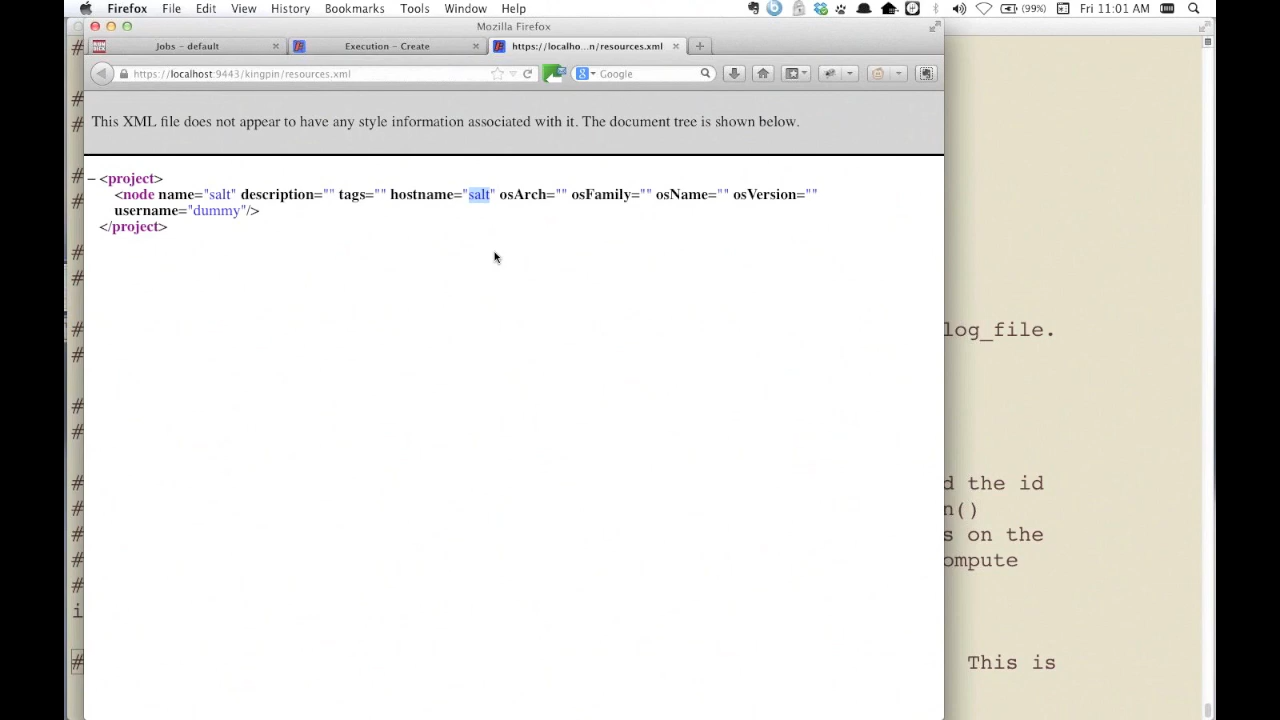 Firefox File Edit View History Bookmarks Tools Window Help (99%) Fri 11:01 AM
Mozilla Firefox
Jobs - default Execution - Create https://localho...n/resources.xml
https://localhost:9443/kingpin/resources.xml Google
This XML file does not appear to have any style information associated with it. The document tree is shown below.
− <project>
<node name="salt" description="" tags="" hostname="salt" osArch="" osFamily="" osName="" osVersion=""
username="dummy"/>
</project>
#
#
#
#
#
#
#
# log_file.
#
#
#
# d the id
# n()
# s on the
# ompute
#
i
# This is